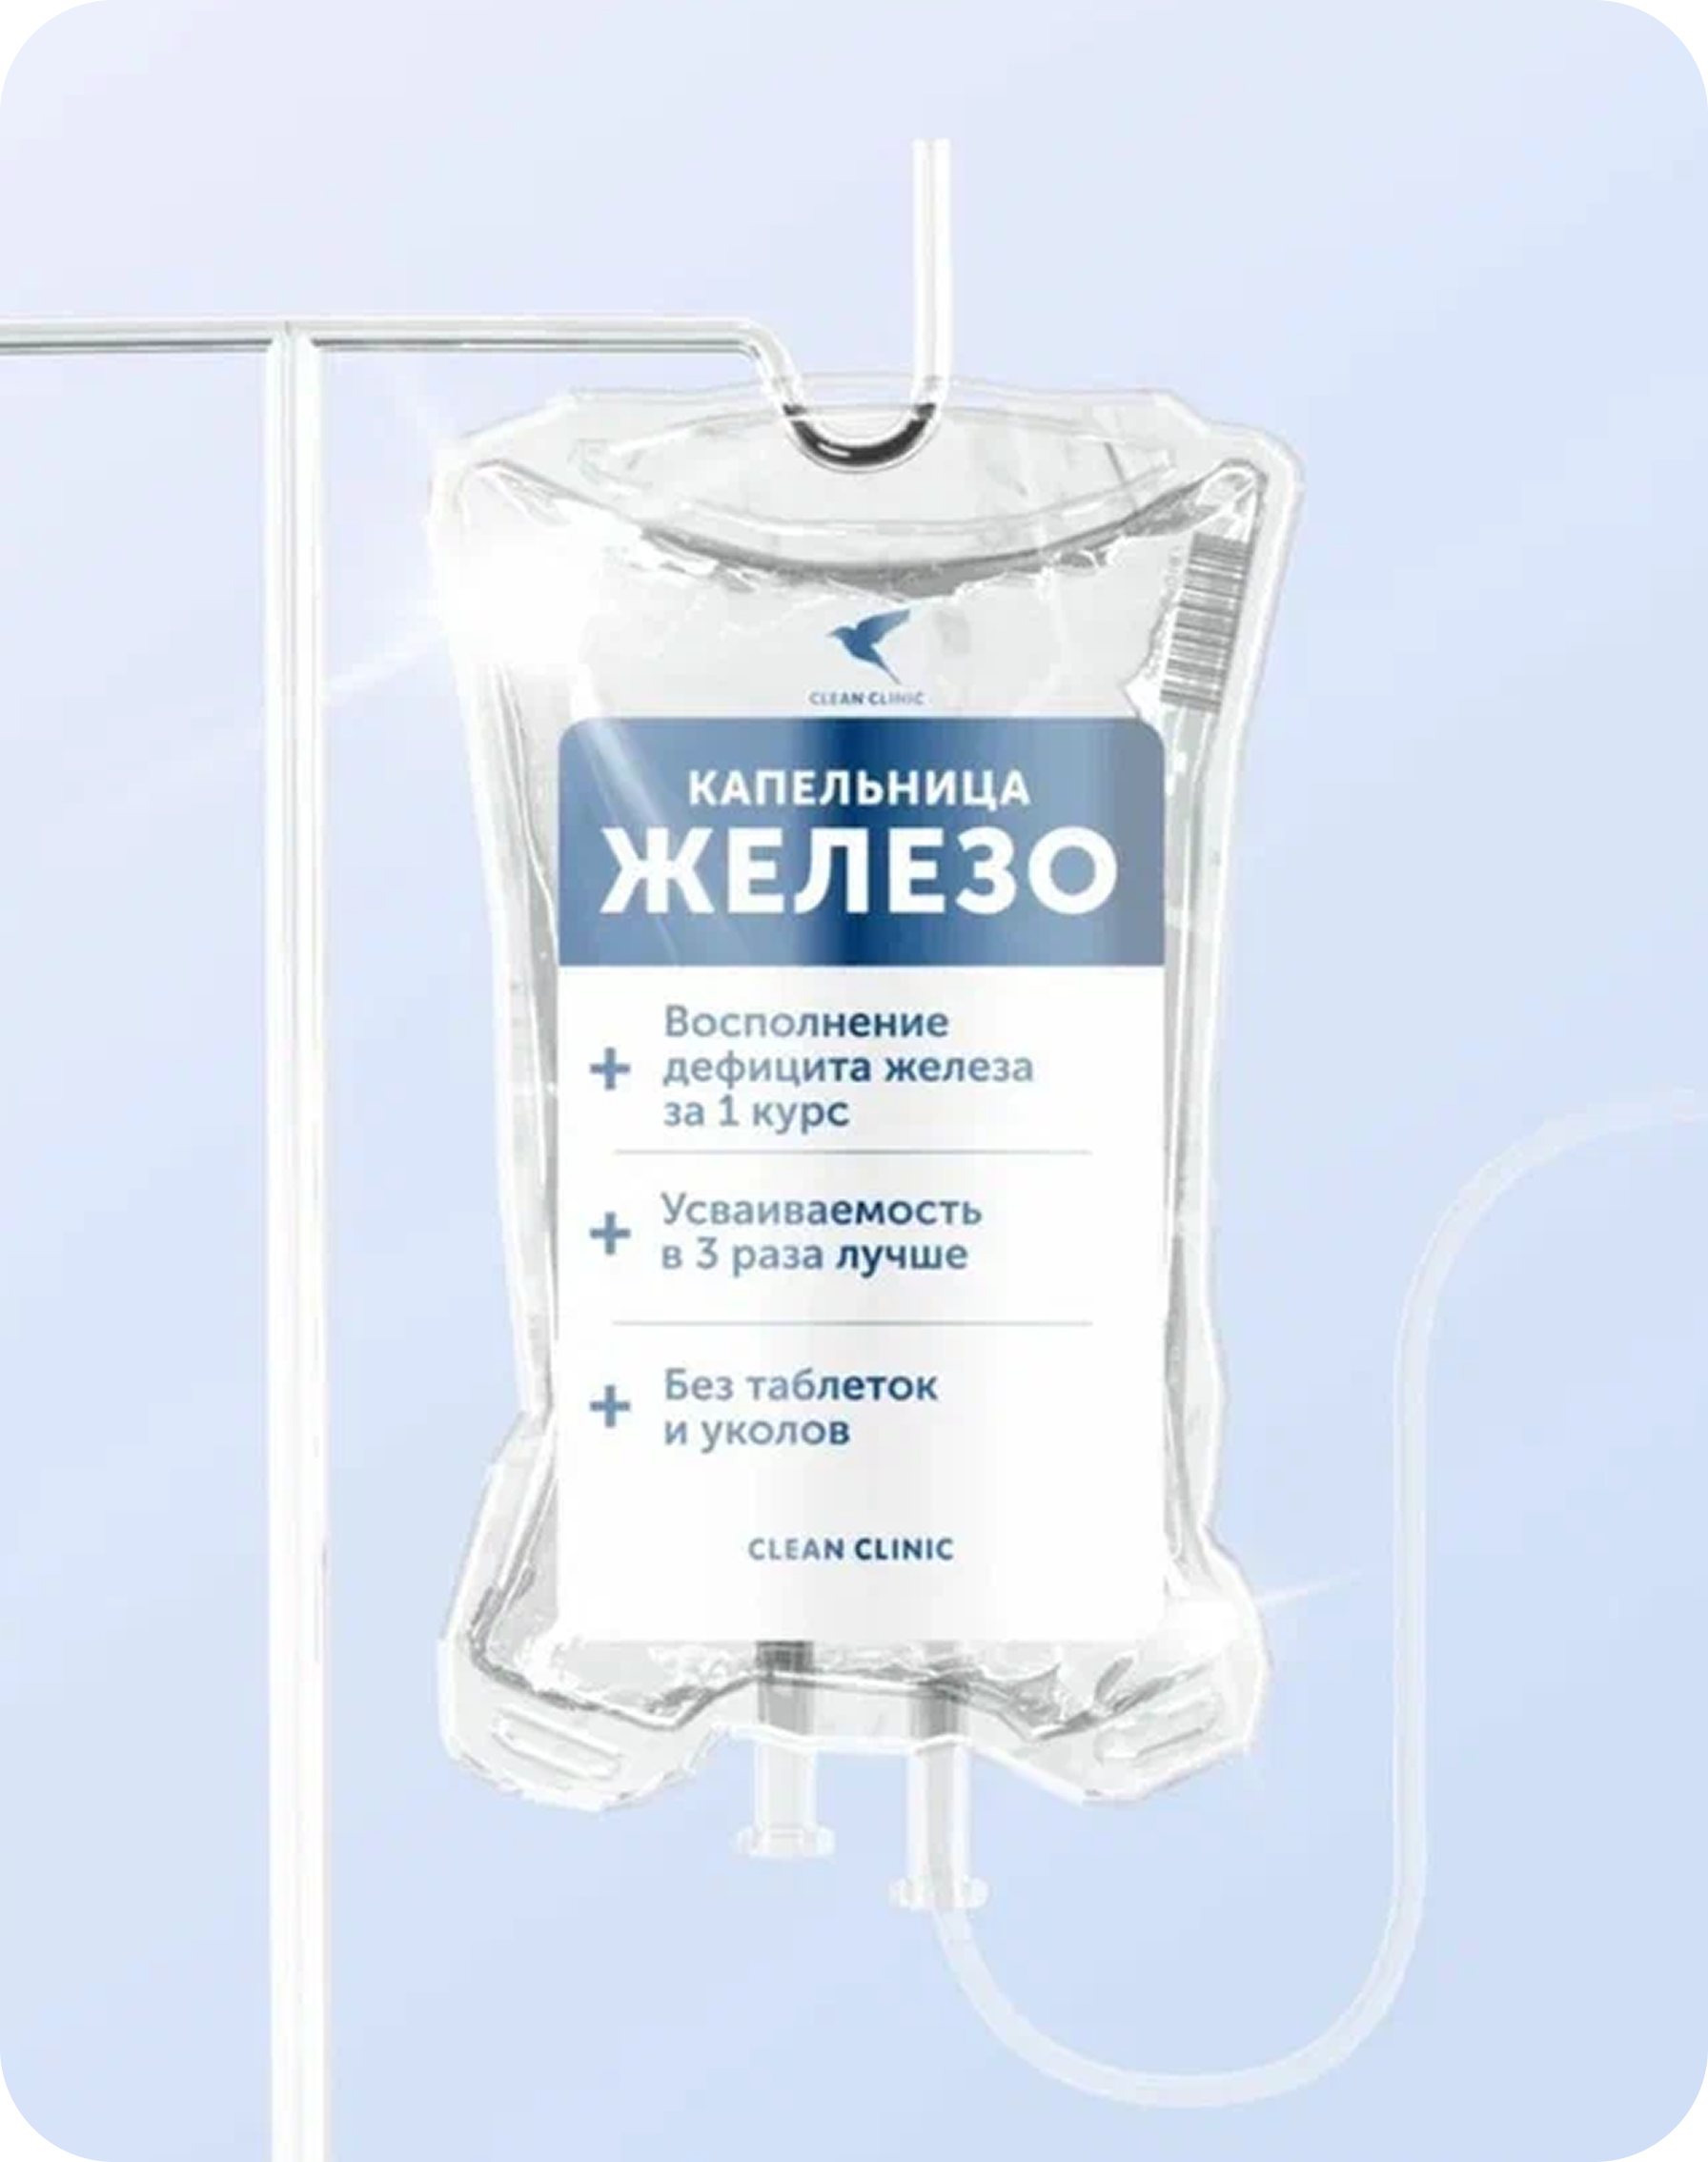 CLEAN CLINIC
КАПЕЛЬНИЦА
ЖЕЛЕЗО
+ Восполнение
дефицита железа
за 1 курс
+ Усваиваемость
в 3 раза лучше
+ Без таблеток
и уколов
CLEAN CLINIC